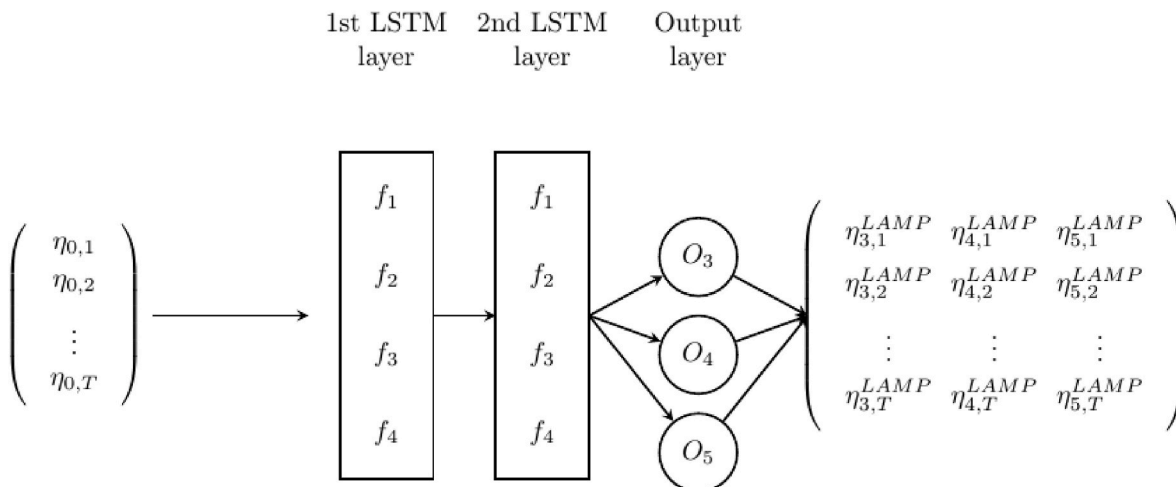 1st LSTM layer
2nd LSTM layer
Output layer
η₀,₁
η₀,₂
⋮
η₀,T
f₁
f₂
f₃
f₄
f₁
f₂
f₃
f₄
O₃
O₄
O₅
η₃,₁^LAMP η₄,₁^LAMP η₅,₁^LAMP
η₃,₂^LAMP η₄,₂^LAMP η₅,₂^LAMP
⋮ ⋮ ⋮
η₃,T^LAMP η₄,T^LAMP η₅,T^LAMP